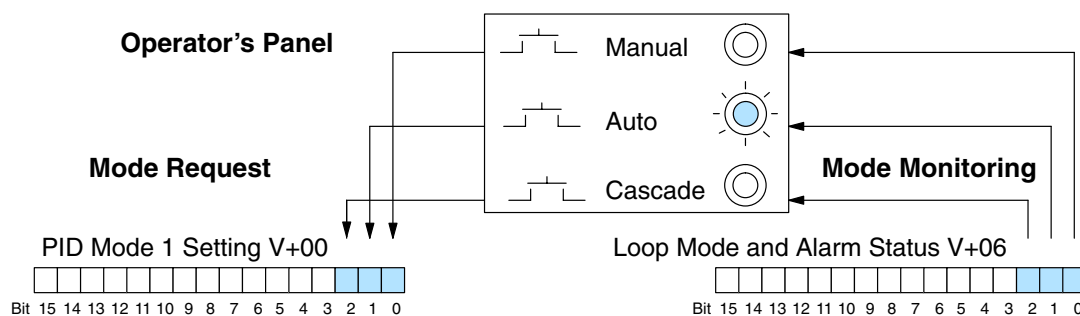 Operator’s Panel
Manual
Auto
Mode Request
Cascade
Mode Monitoring
PID Mode 1 Setting V+00
Loop Mode and Alarm Status V+06
Bit 15 14 13 12 11 10 9 8 7 6 5 4 3 2 1 0
Bit 15 14 13 12 11 10 9 8 7 6 5 4 3 2 1 0